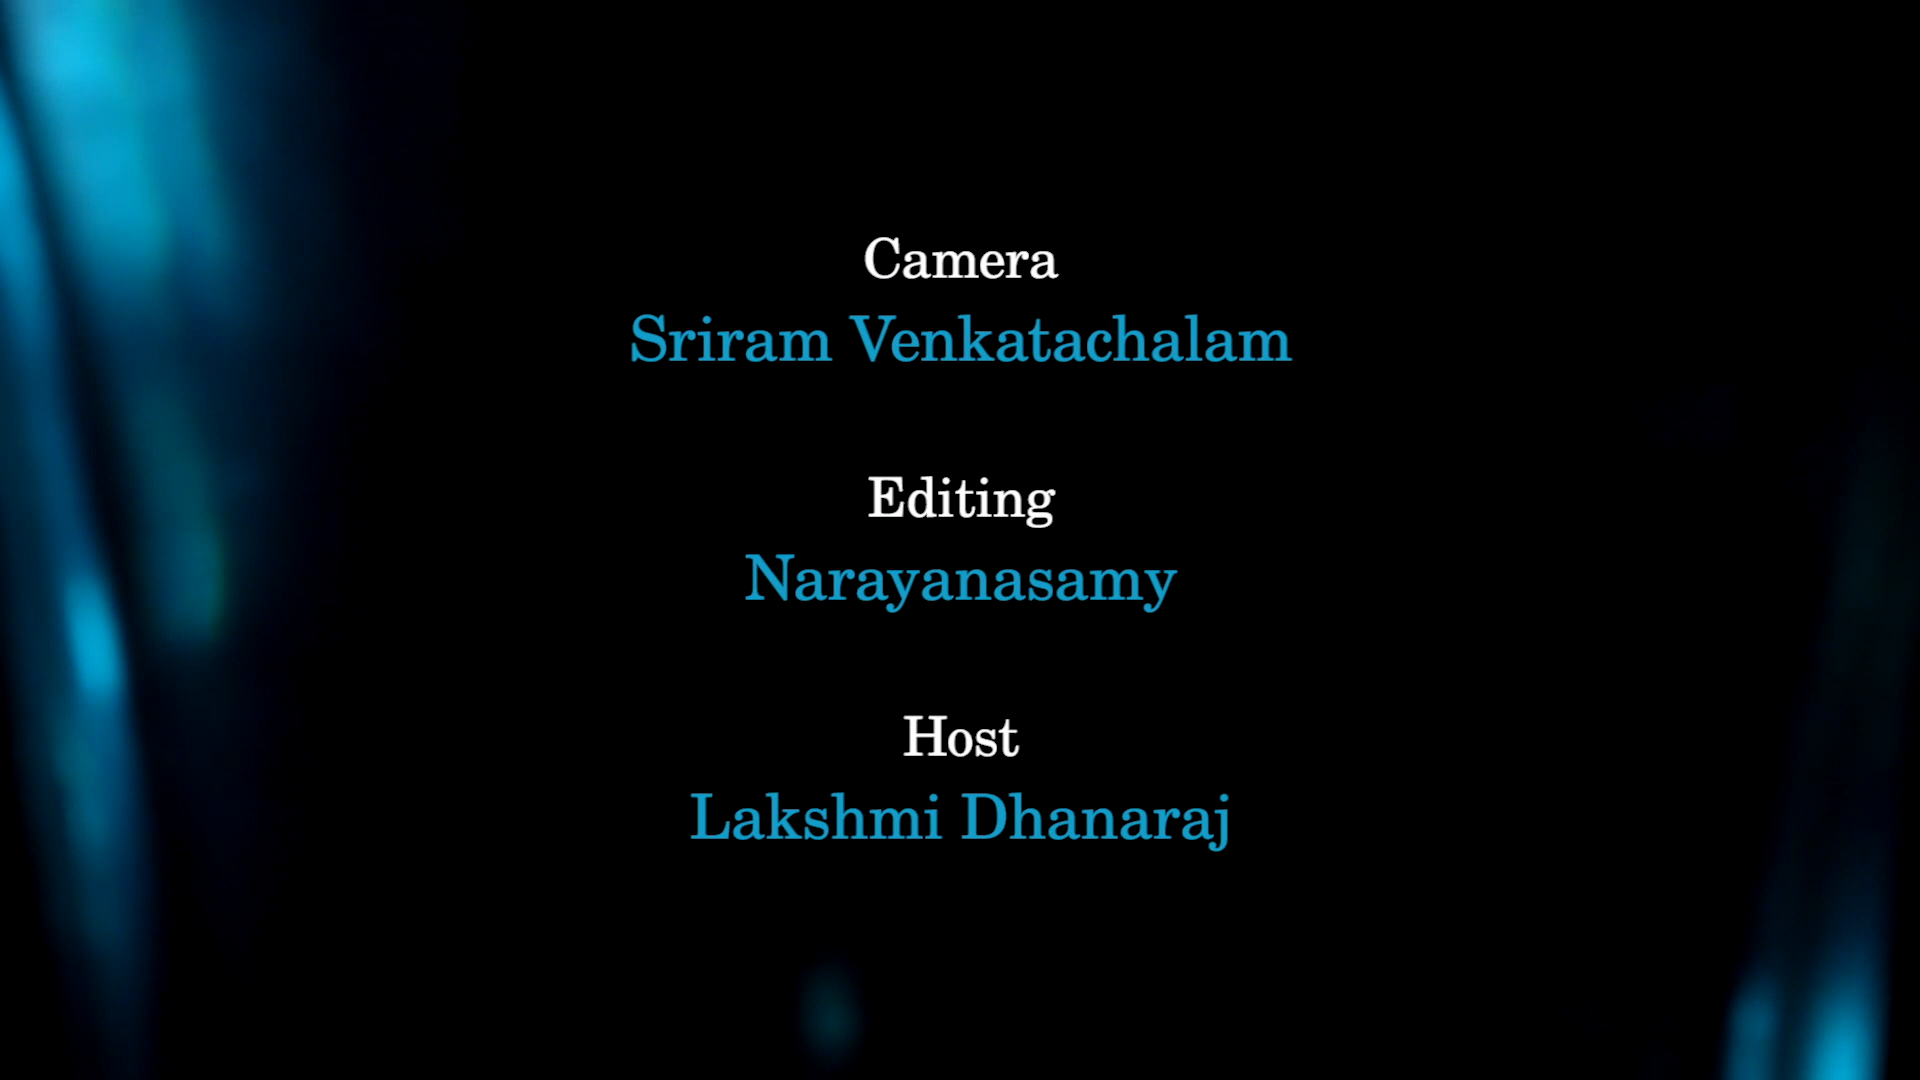 Camera
Sriram Venkatachalam
Editing
Narayanasamy
Host
Lakshmi Dhanaraj